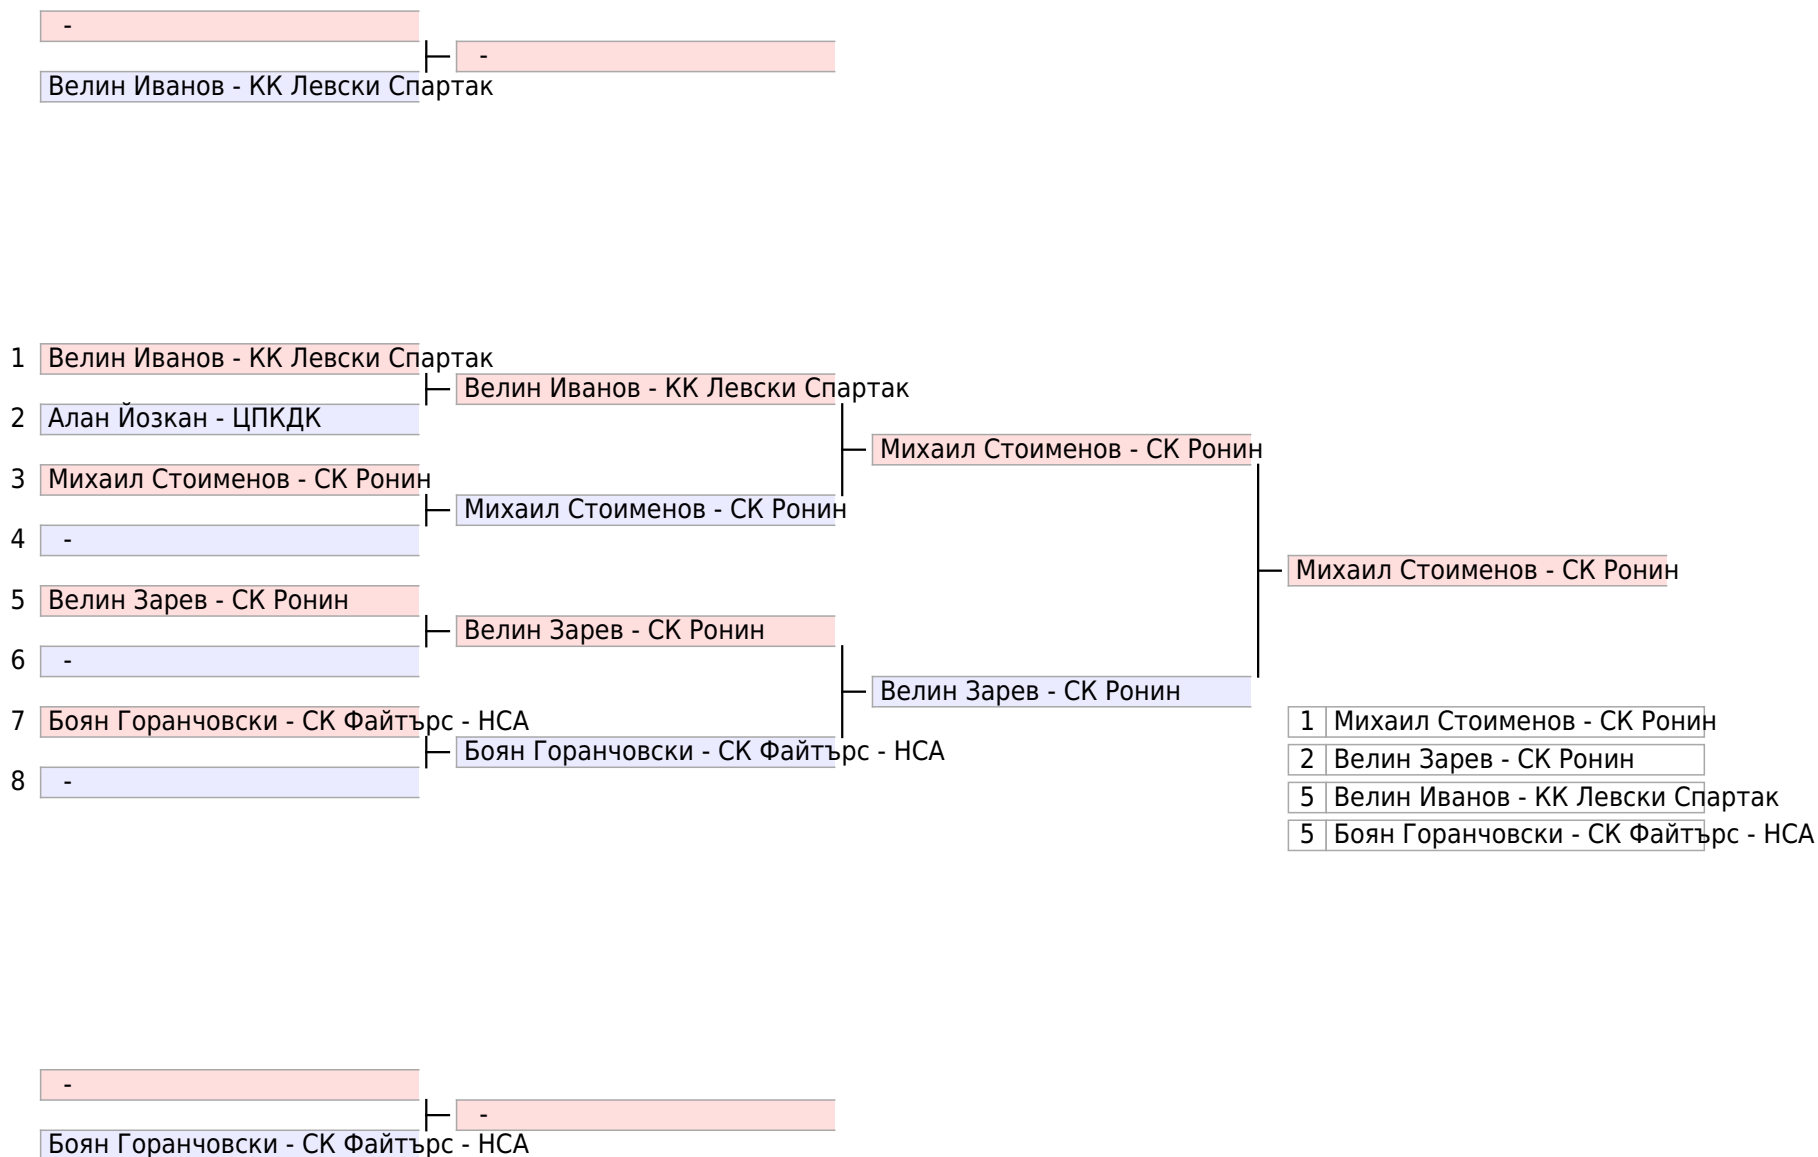 -
-
Велин Иванов - КК Левски Спартак
1 Велин Иванов - КК Левски Спартак
Велин Иванов - КК Левски Спартак
2 Алан Йозкан - ЦПКДК
Михаил Стоименов - СК Ронин
3 Михаил Стоименов - СК Ронин
Михаил Стоименов - СК Ронин
4 -
Михаил Стоименов - СК Ронин
5 Велин Зарев - СК Ронин
Велин Зарев - СК Ронин
6 -
Велин Зарев - СК Ронин
7 Боян Горанчовски - СК Файтърс - НСА
Боян Горанчовски - СК Файтърс - НСА
8 -
1 Михаил Стоименов - СК Ронин
2 Велин Зарев - СК Ронин
5 Велин Иванов - КК Левски Спартак
5 Боян Горанчовски - СК Файтърс - НСА
-
-
Боян Горанчовски - СК Файтърс - НСА